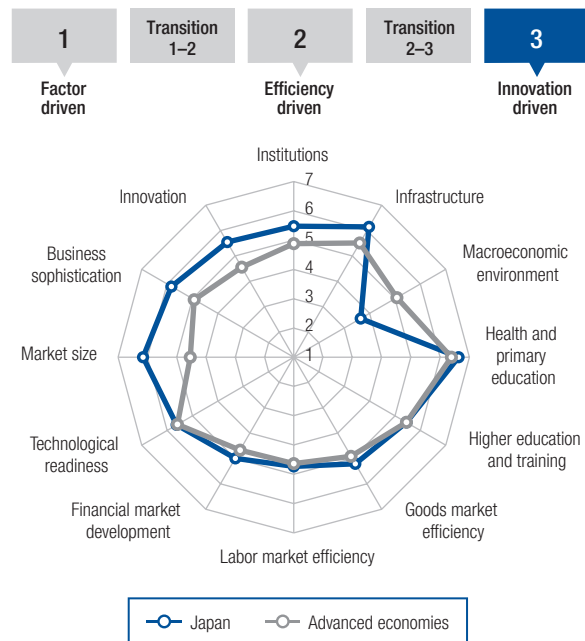 1
Transition
1–2
2
Transition
2–3
3
Factor
driven
Efficiency
driven
Innovation
driven
Institutions
7
Innovation
6
Infrastructure
5
Business
sophistication
4
Macroeconomic
environment
3
2
Market size
1
Health and
primary
education
Technological
readiness
Higher education
and training
Financial market
development
Goods market
efficiency
Labor market efficiency
Japan
Advanced economies